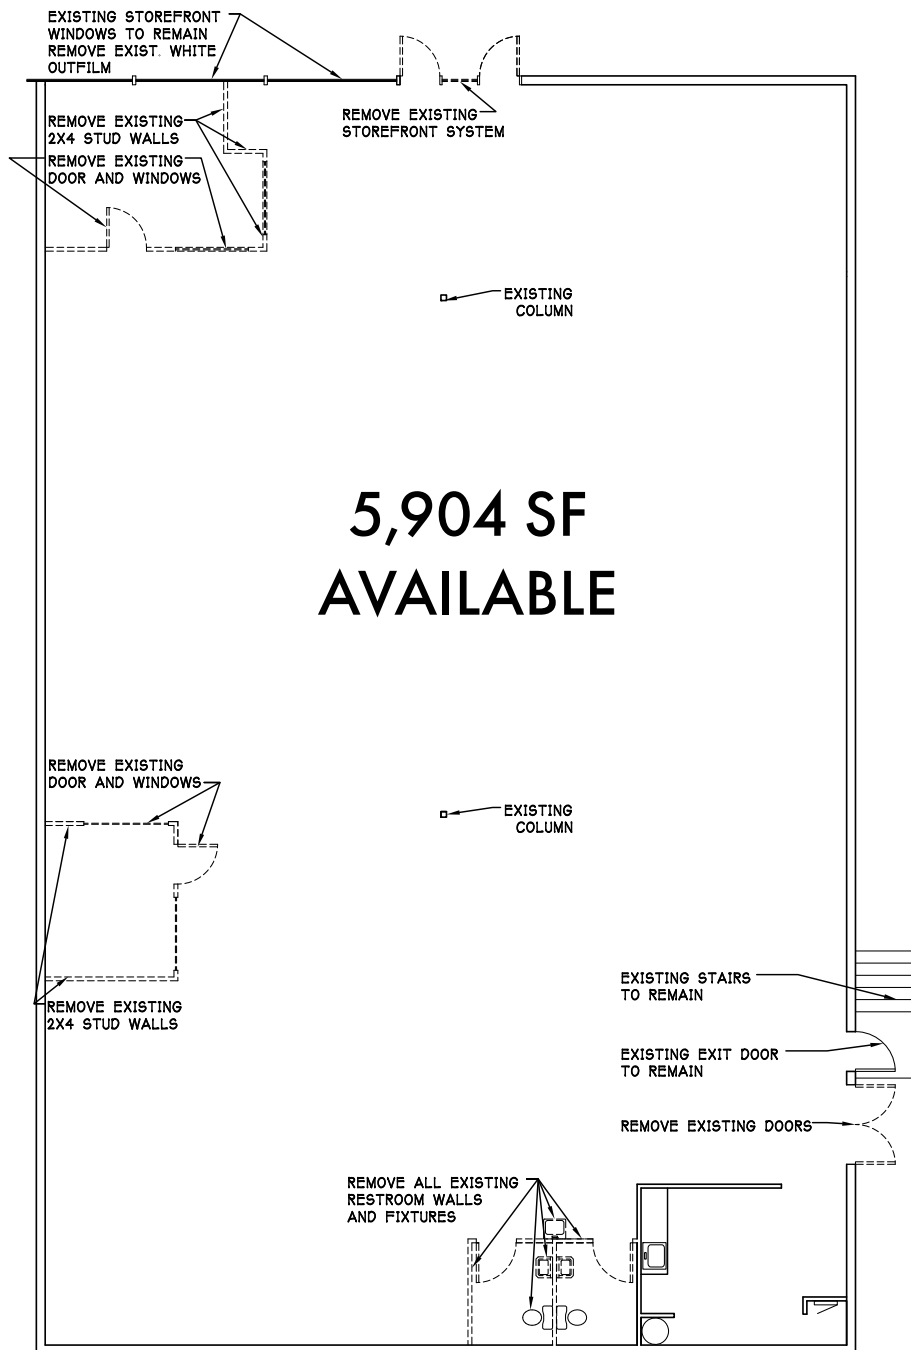 EXISTING STOREFRONT
WINDOWS TO REMAIN
REMOVE EXIST. WHITE
OUTFILM
REMOVE EXISTING
STOREFRONT SYSTEM
REMOVE EXISTING
2X4 STUD WALLS
REMOVE EXISTING
DOOR AND WINDOWS
EXISTING
COLUMN
5,904 SF
AVAILABLE
REMOVE EXISTING
DOOR AND WINDOWS
EXISTING
COLUMN
REMOVE EXISTING
2X4 STUD WALLS
EXISTING STAIRS
TO REMAIN
EXISTING EXIT DOOR
TO REMAIN
REMOVE EXISTING DOORS
REMOVE ALL EXISTING
RESTROOM WALLS
AND FIXTURES